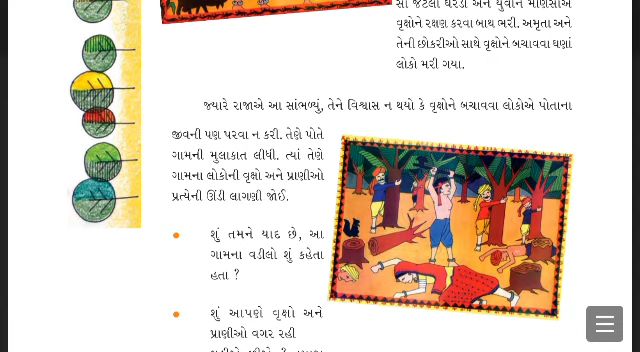 સો જેટલાં ઘરડાં અને યુવાન માણસોએ
વૃક્ષોને રક્ષણ કરવા બાથ ભરી. અમૃતા અને
તેની છોકરીઓ સાથે વૃક્ષોને બચાવવા ઘણાં
લોકો મરી ગયા.
જ્યારે રાજાએ આ સાંભળ્યું, તેને વિશ્વાસ ન થયો કે વૃક્ષોને બચાવવા લોકોએ પોતાના
જીવની પણ પરવા ન કરી. તેણે પોતે
ગામની મુલાકાત લીધી. ત્યાં તેણે
ગામના લોકોની વૃક્ષો અને પ્રાણીઓ
પ્રત્યેની ઊંડી લાગણી જોઈ.
શું તમને યાદ છે, આ
ગામના વડીલો શું કહેતા
હતા ?
શું આપણે વૃક્ષો અને
પ્રાણીઓ વગર રહી